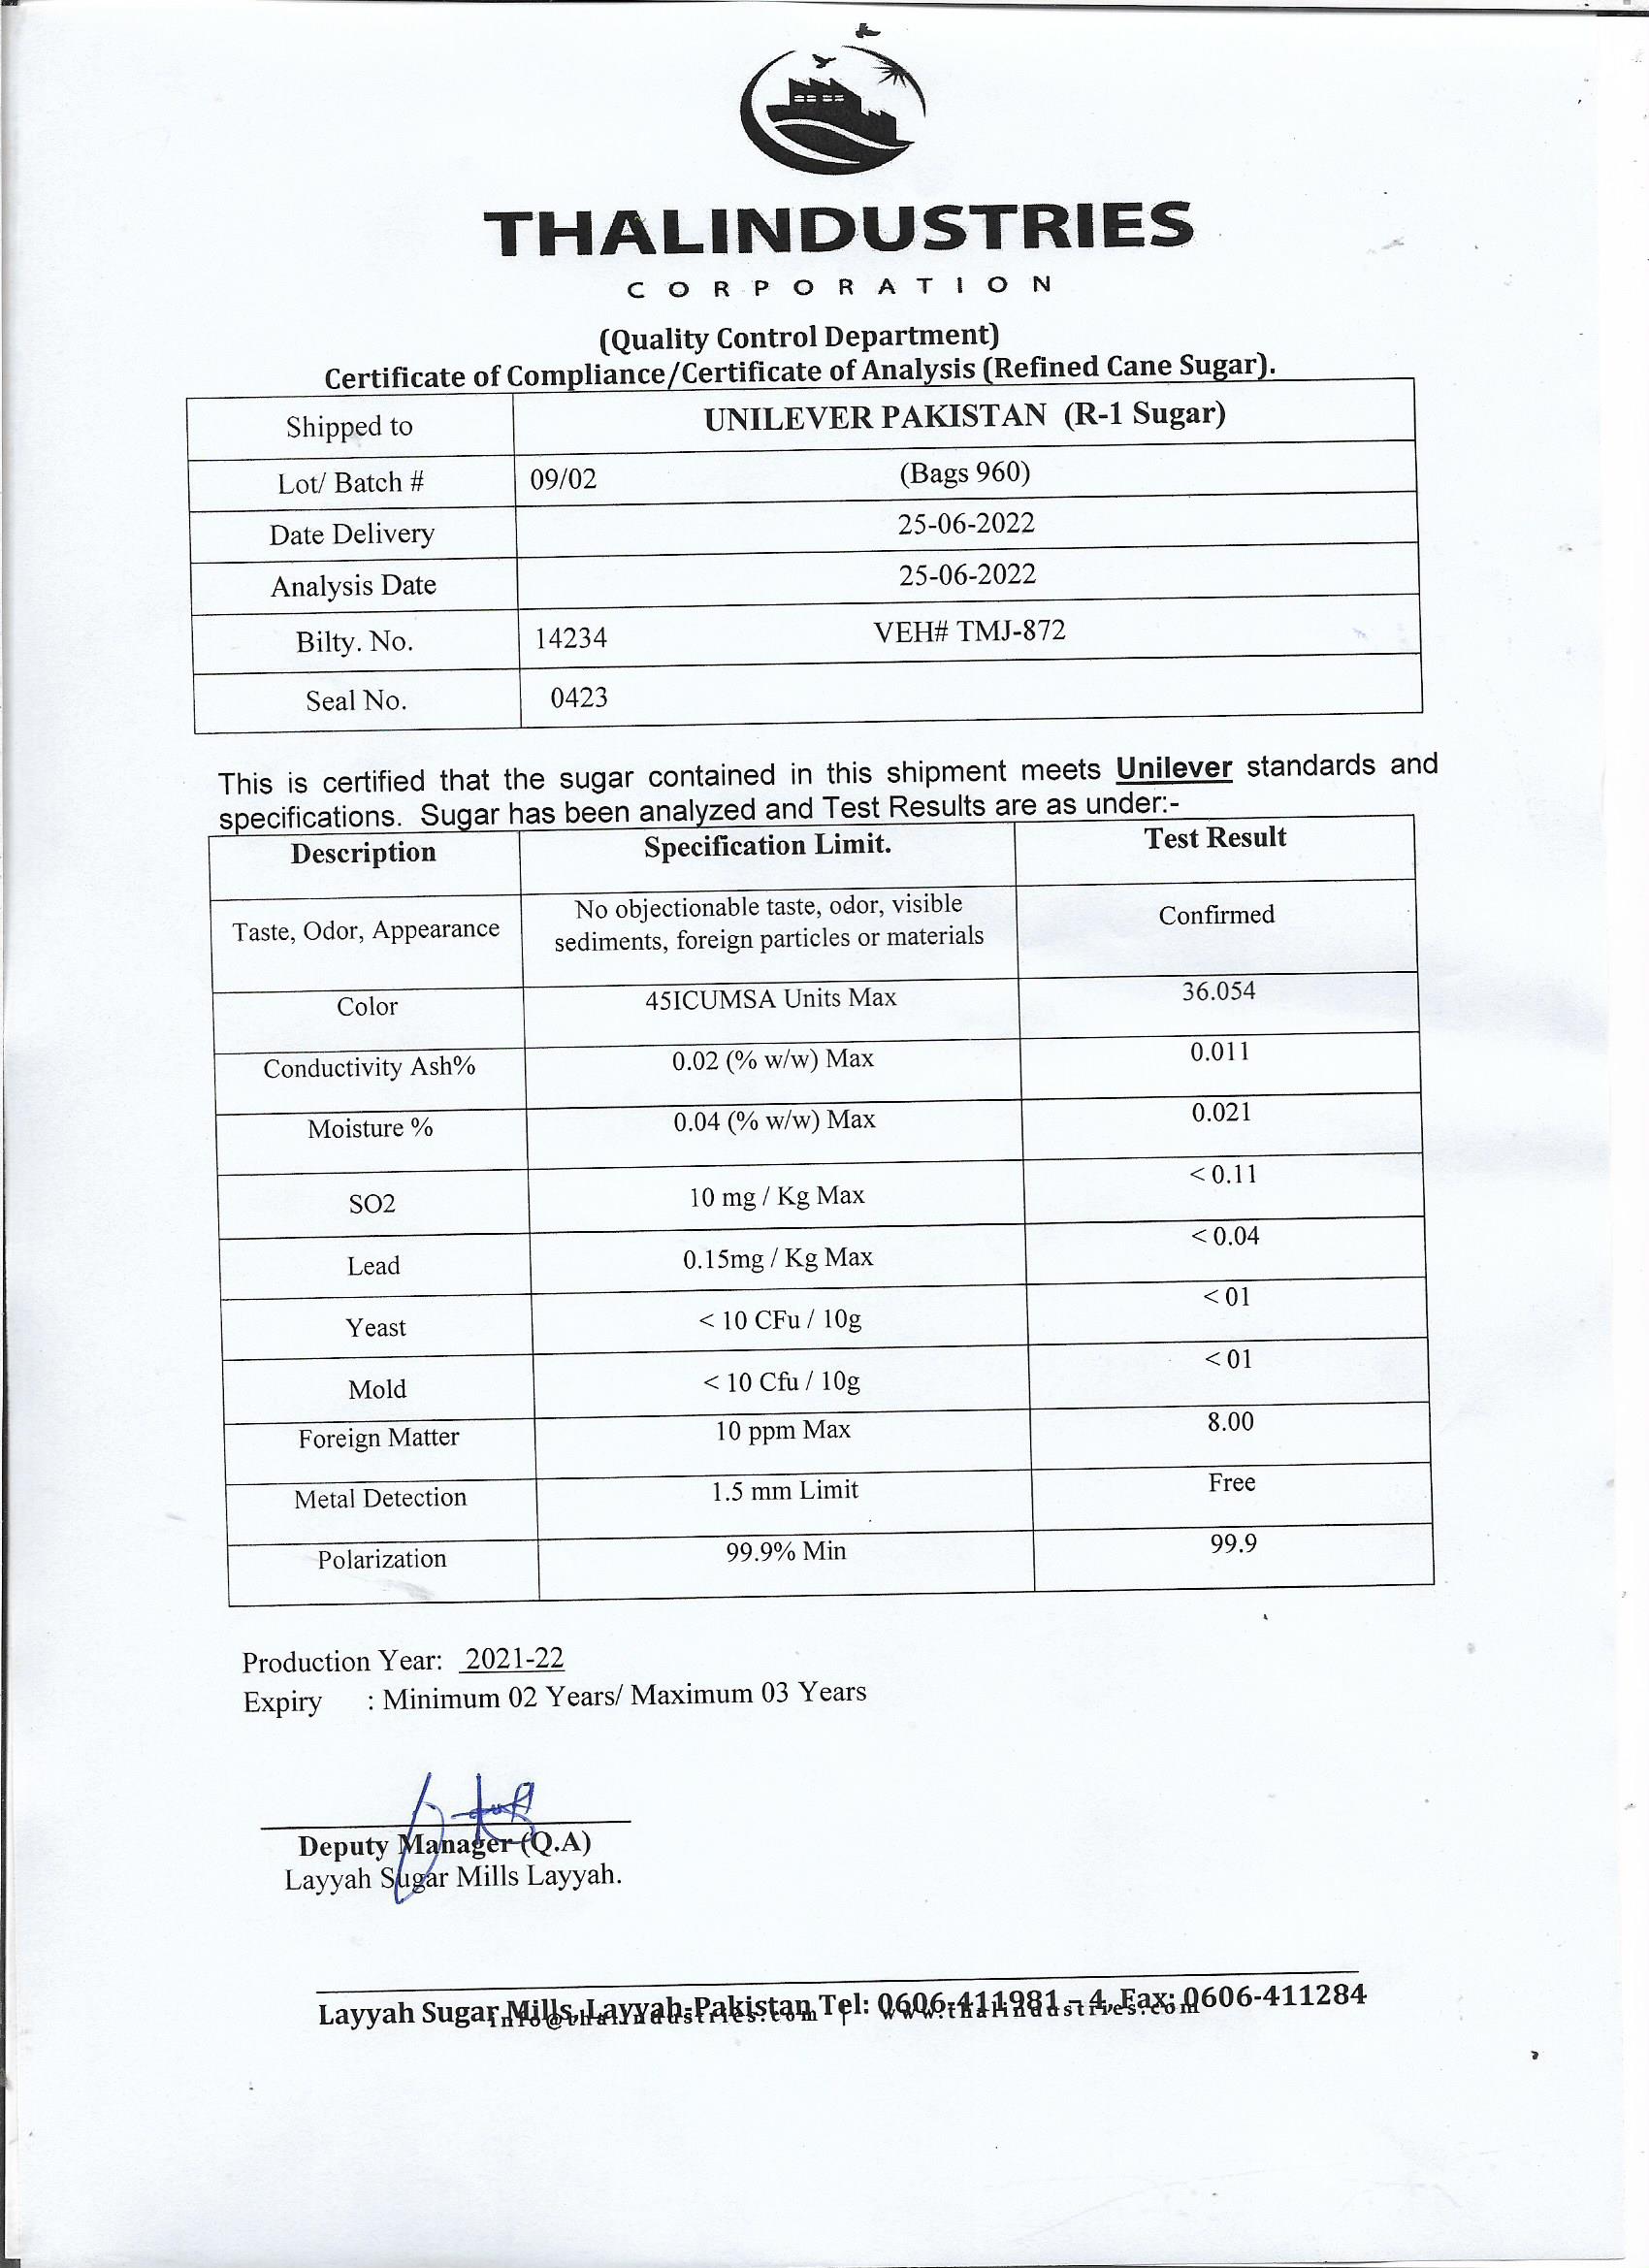 THALINDUSTRIES
CORPORATION
(Quality Control Department)
Certificate of Compliance/Certificate of Analysis (Refined Cane Sugar).
Shipped to UNILEVER PAKISTAN (R-1 Sugar)
Lot/ Batch # 09/02 (Bags 960)
Date Delivery 25-06-2022
Analysis Date 25-06-2022
Bilty. No. 14234 VEH# TMJ-872
Seal No. 0423
This is certified that the sugar contained in this shipment meets Unilever standards and
specifications. Sugar has been analyzed and Test Results are as under:-
Description Specification Limit. Test Result
Taste, Odor, Appearance No objectionable taste, odor, visible
sediments, foreign particles or materials Confirmed
Color 45ICUMSA Units Max 36.054
Conductivity Ash% 0.02 (% w/w) Max 0.011
Moisture % 0.04 (% w/w) Max 0.021
SO2 10 mg / Kg Max < 0.11
Lead 0.15mg / Kg Max < 0.04
Yeast < 10 CFu / 10g < 01
Mold < 10 Cfu / 10g < 01
Foreign Matter 10 ppm Max 8.00
Metal Detection 1.5 mm Limit Free
Polarization 99.9% Min 99.9
Production Year: 2021-22
Expiry : Minimum 02 Years/ Maximum 03 Years
Deputy Manager (Q.A)
Layyah Sugar Mills Layyah.
Layyah Sugar Mills, Layyah-Pakistan Tel: 0606-411981 – 4, Fax: 0606-411284
info@thalindustries.com | www.thalindustries.com